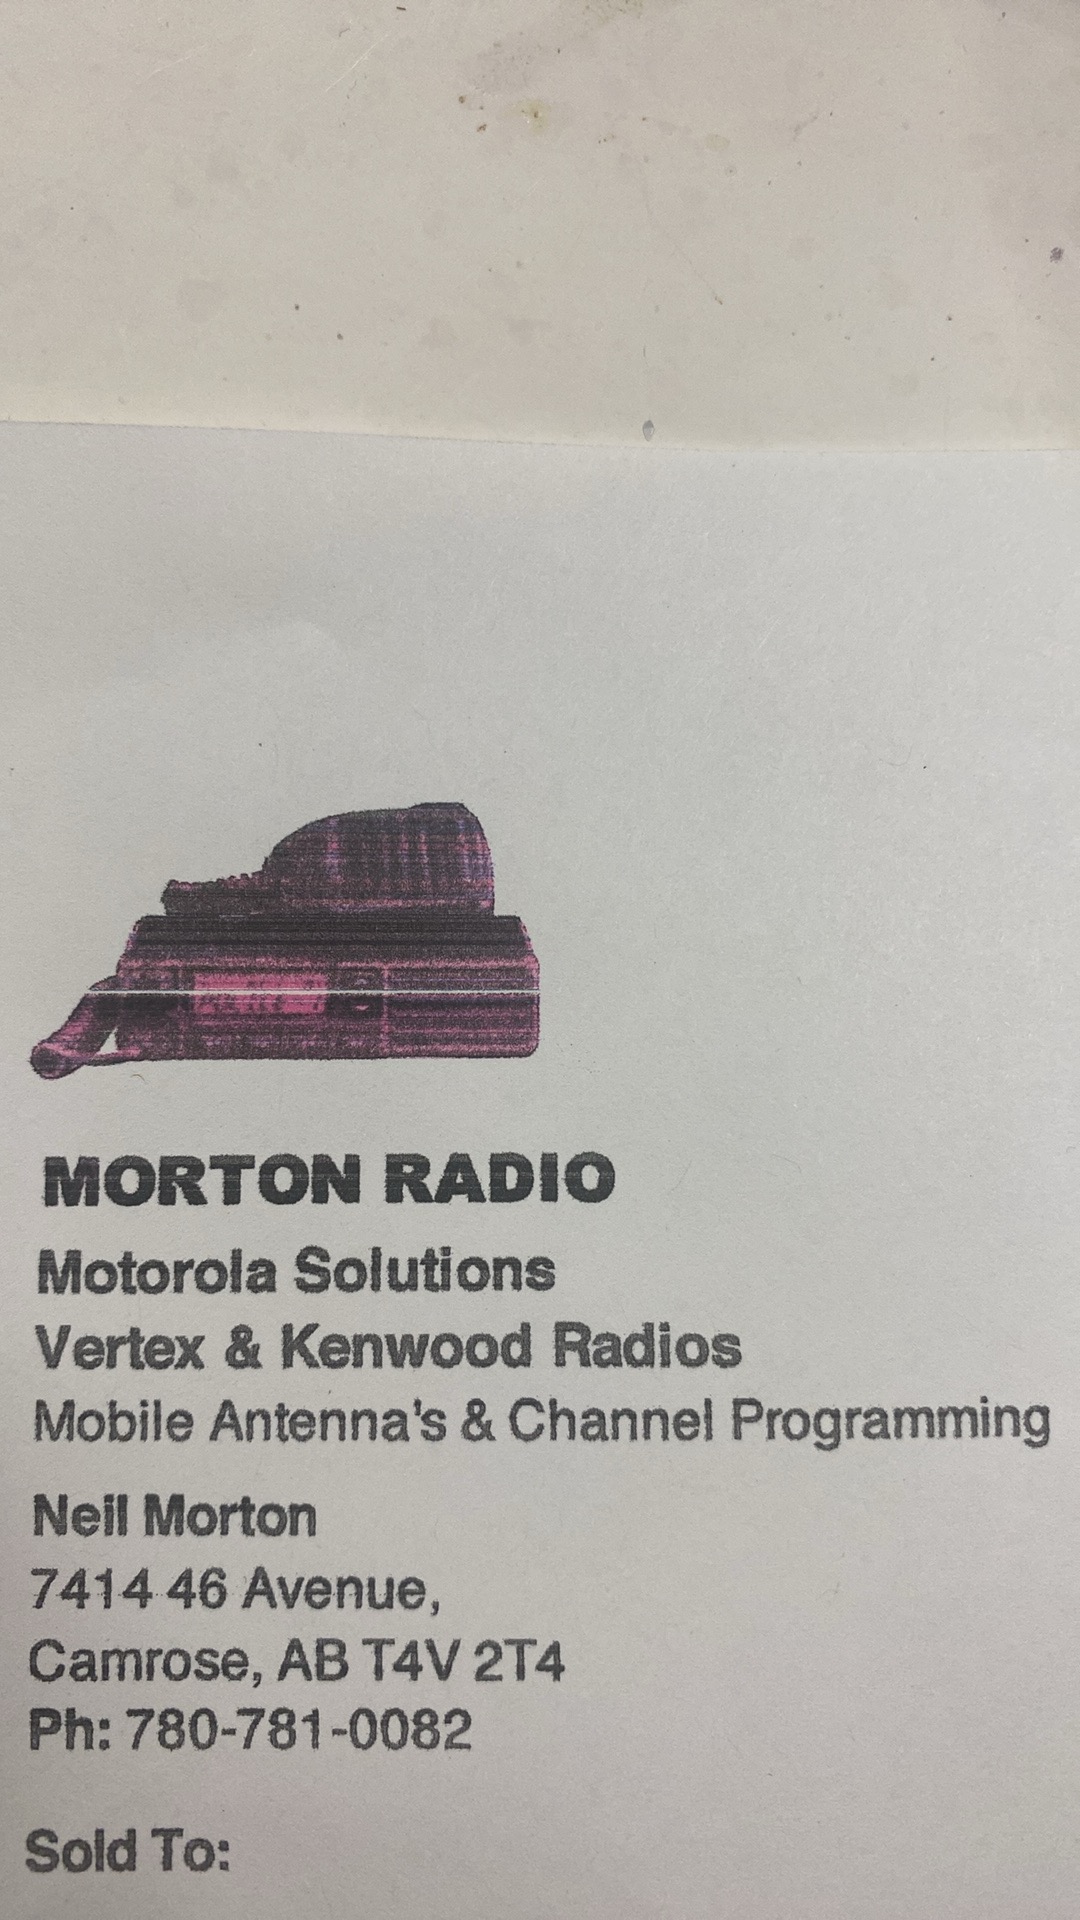 MORTON RADIO
Motorola Solutions
Vertex & Kenwood Radios
Mobile Antenna's & Channel Programming
Neil Morton
7414 46 Avenue,
Camrose, AB T4V 2T4
Ph: 780-781-0082
Sold To: